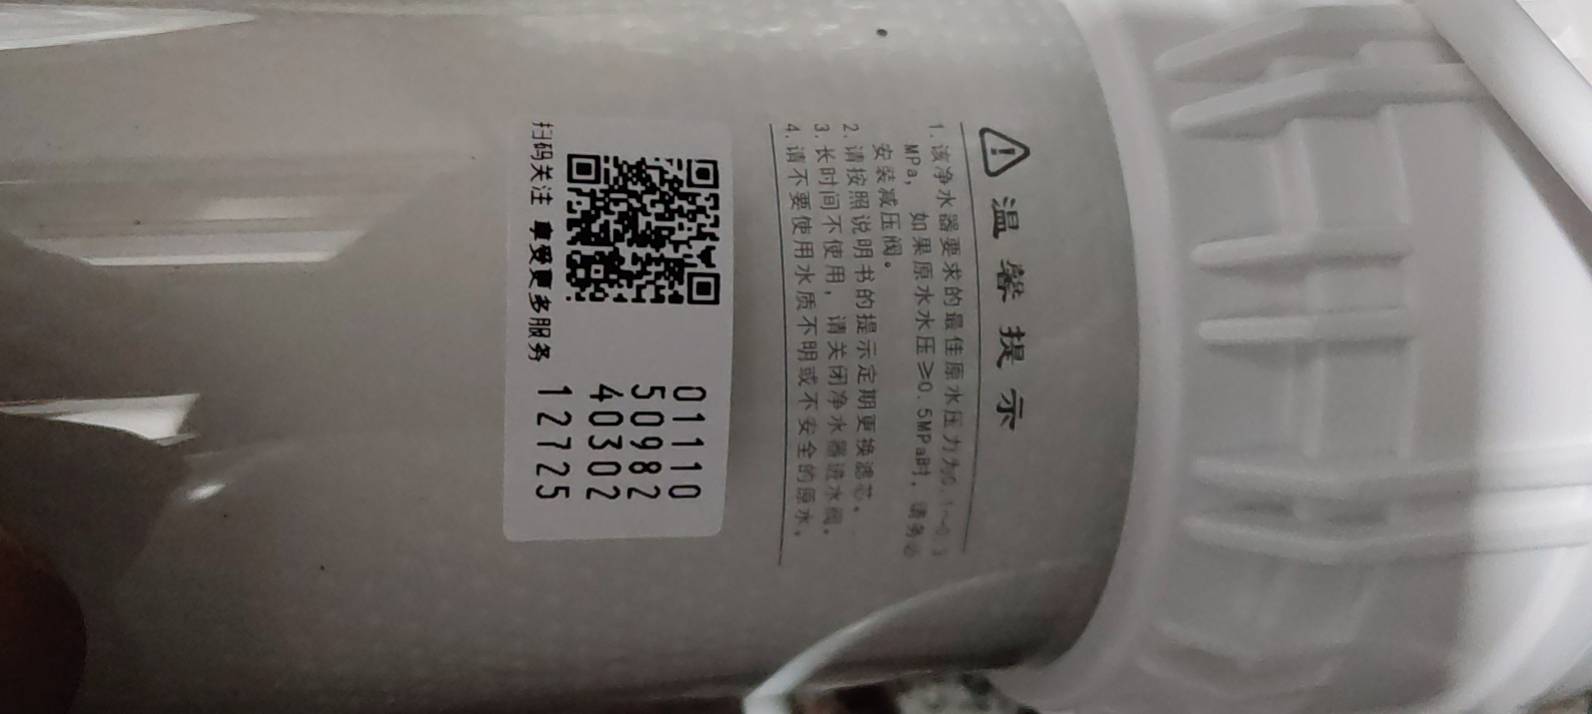 温馨提示
1. 该净水器要求的最佳原水压力为0.1~0.3
MPa，如果原水水压≥0.5MPa时，请务必
安装减压阀。
2. 请按照说明书的提示定期更换滤芯。
3. 长时间不使用，请关闭净水器进水阀。
4. 请不要使用水质不明或不安全的原水。
01110
50982
40302
12725
扫码关注 享受更多服务